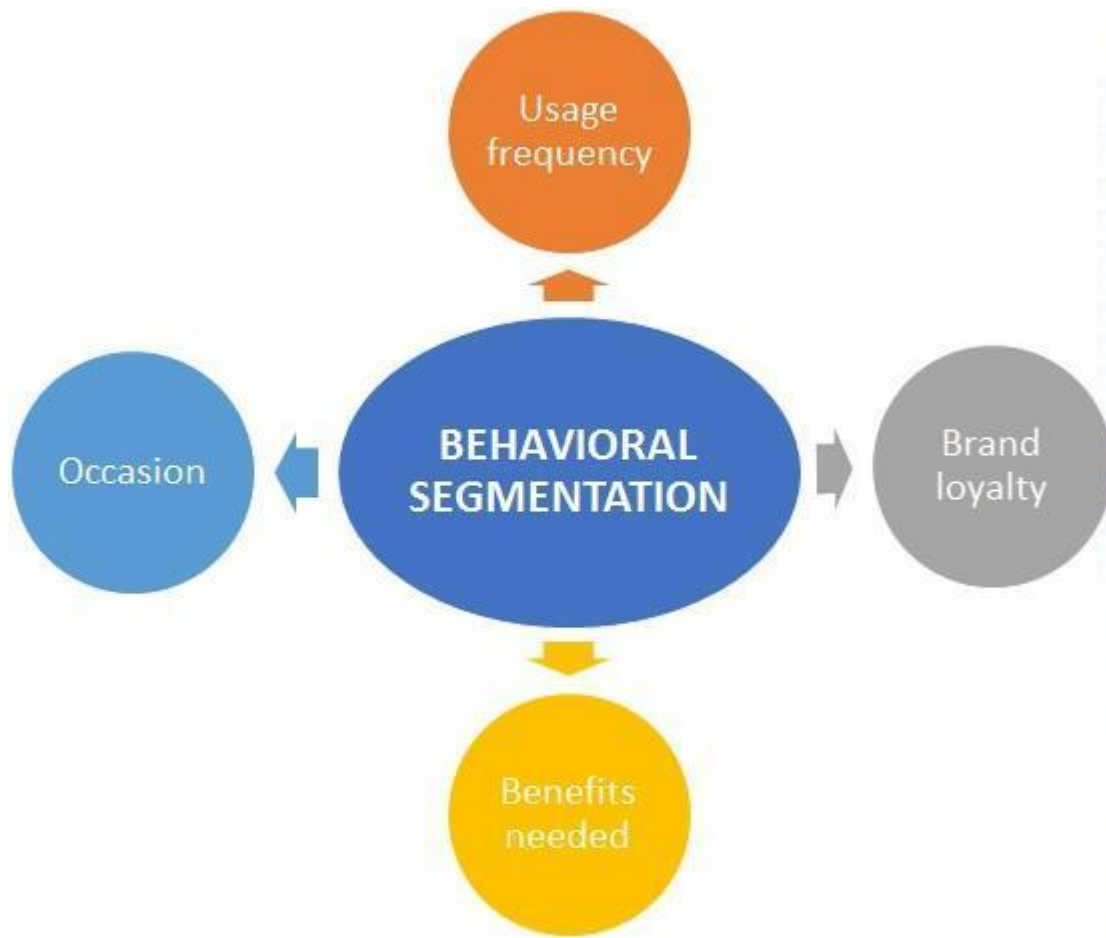 Usage
frequency
Occasion
BEHAVIORAL
SEGMENTATION
Brand
loyalty
Benefits
needed